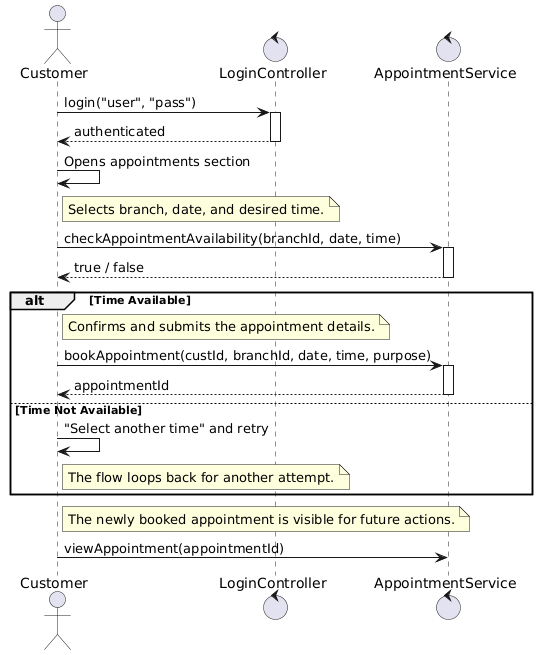 Customer
LoginController
AppointmentService
login("user", "pass")
authenticated
Opens appointments section
Selects branch, date, and desired time.
checkAppointmentAvailability(branchId, date, time)
true / false
alt
[Time Available]
Confirms and submits the appointment details.
bookAppointment(custId, branchId, date, time, purpose)
appointmentId
[Time Not Available]
"Select another time" and retry
The flow loops back for another attempt.
The newly booked appointment is visible for future actions.
viewAppointment(appointmentId)
Customer
LoginController
AppointmentService